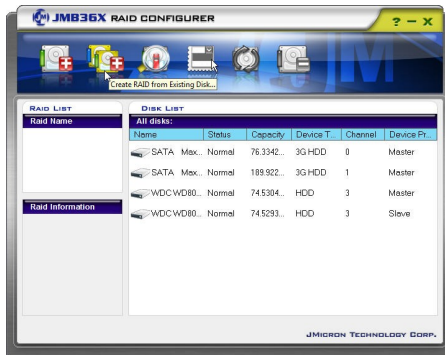 JMB36X RAID CONFIGURER
? – x
Create RAID from Existing Disk...
RAID LIST
Raid Name
Raid Information
DISK LIST
All disks:
Name Status Capacity Device T... Channel Device Pr...
SATA Max... Normal 76.3342... 3G HDD 0 Master
SATA Max... Normal 189.922... 3G HDD 1 Master
WDC WD80... Normal 74.5304... HDD 3 Master
WDC WD80... Normal 74.5293... HDD 3 Slave
JMICRON TECHNOLOGY CORP.